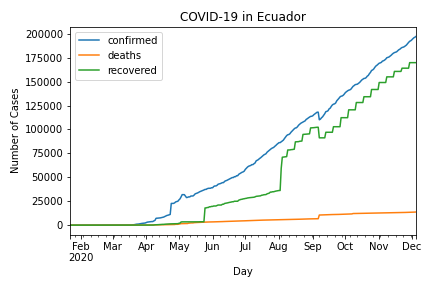 COVID-19 in Ecuador
confirmed
deaths
recovered
200000
175000
150000
125000
100000
75000
50000
25000
0
Number of Cases
Feb Mar Apr May Jun Jul Aug Sep Oct Nov Dec
2020
Day